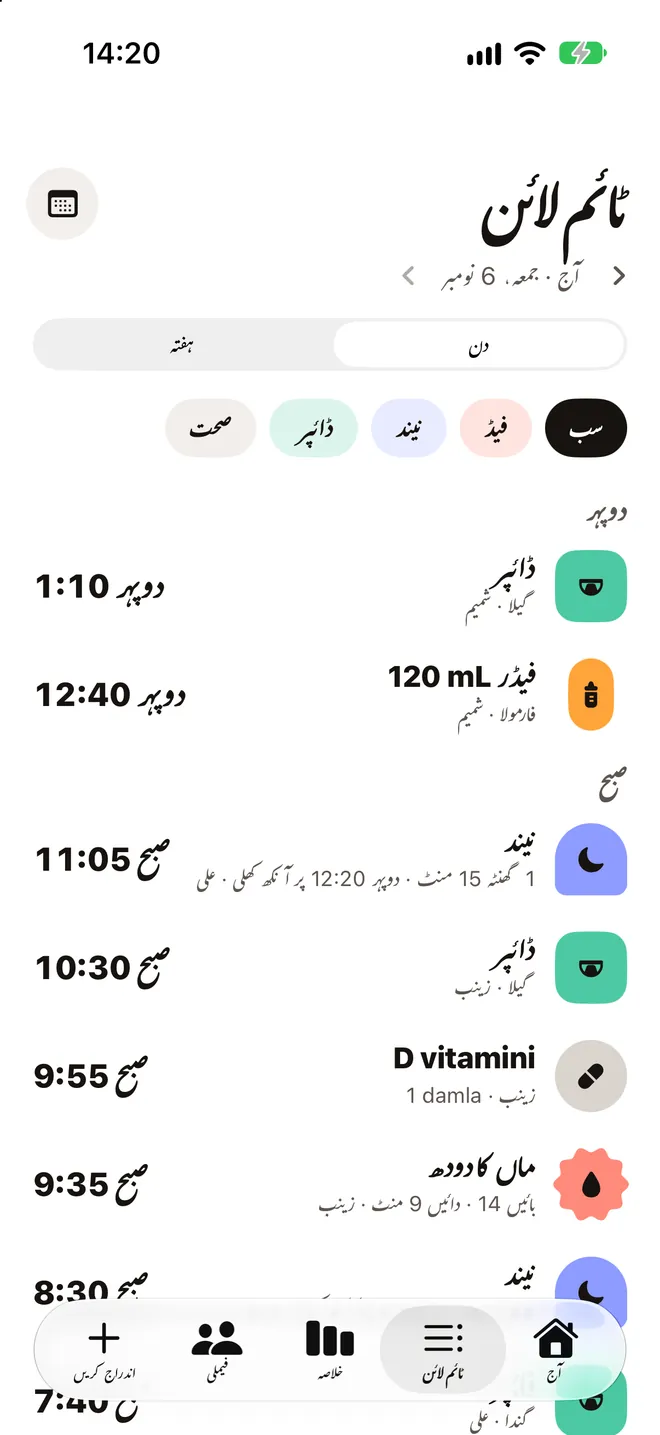 14:20
ٹائم لائن
آج · جمعہ، 6 نومبر
دن
ہفتہ
سب
فیڈ
نیند
ڈائپر
صحت
دوپہر
ڈائپر
گیلا · شمیم
1:10 دوپہر
فیڈر 120 mL
فارمولا · شمیم
12:40 دوپہر
صبح
نیند
1 گھنٹہ 15 منٹ · دوپہر 12:20 پر آنکھ کھلی · علی
11:05 صبح
ڈائپر
گیلا · زینب
10:30 صبح
D vitamini
1 damla · زینب
9:55 صبح
ماں کا دودھ
بائیں 14 · دائیں 9 منٹ · زینب
9:35 صبح
نیند
8:30 صبح
7:40
گندا · علی
آج
ٹائم لائن
خلاصہ
فیملی
اندراج کریں